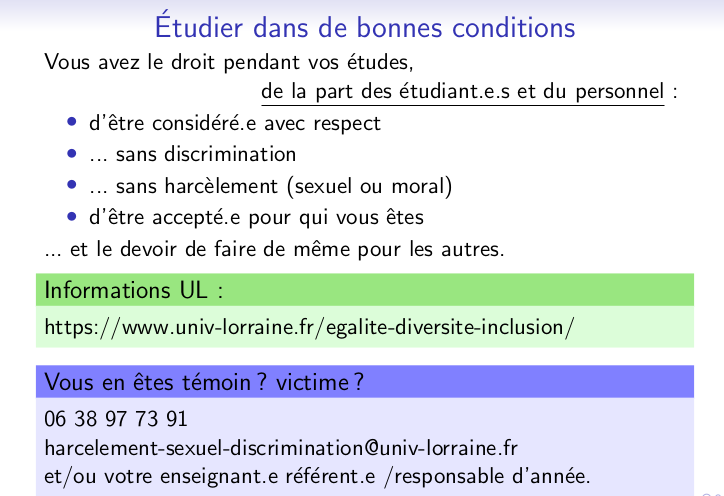 Étudier dans de bonnes conditions
Vous avez le droit pendant vos études,
de la part des étudiant.e.s et du personnel :
• d'être considéré.e avec respect
• ... sans discrimination
• ... sans harcèlement (sexuel ou moral)
• d'être accepté.e pour qui vous êtes
... et le devoir de faire de même pour les autres.
Informations UL :
https://www.univ-lorraine.fr/egalite-diversite-inclusion/
Vous en êtes témoin ? victime ?
06 38 97 73 91
harcelement-sexuel-discrimination@univ-lorraine.fr
et/ou votre enseignant.e référent.e /responsable d'année.